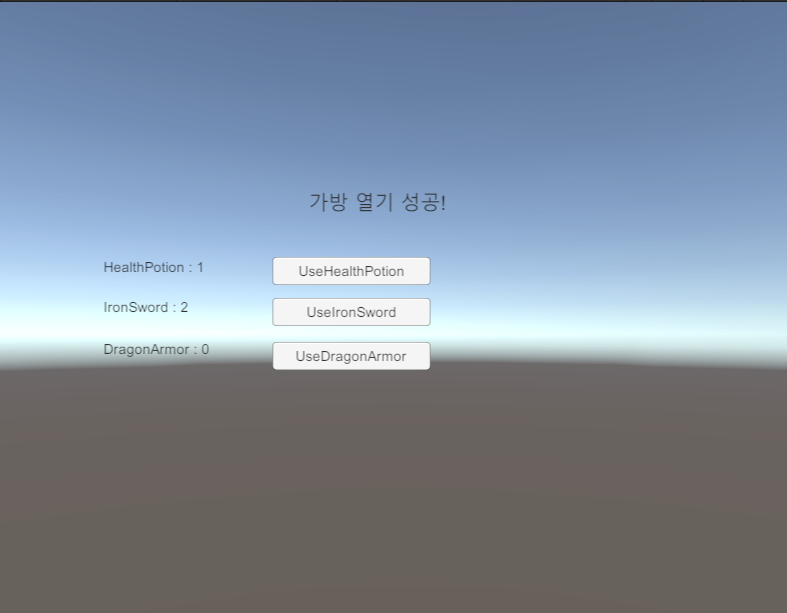 가방 열기 성공!
HealthPotion : 1
UseHealthPotion
IronSword : 2
UseIronSword
DragonArmor : 0
UseDragonArmor